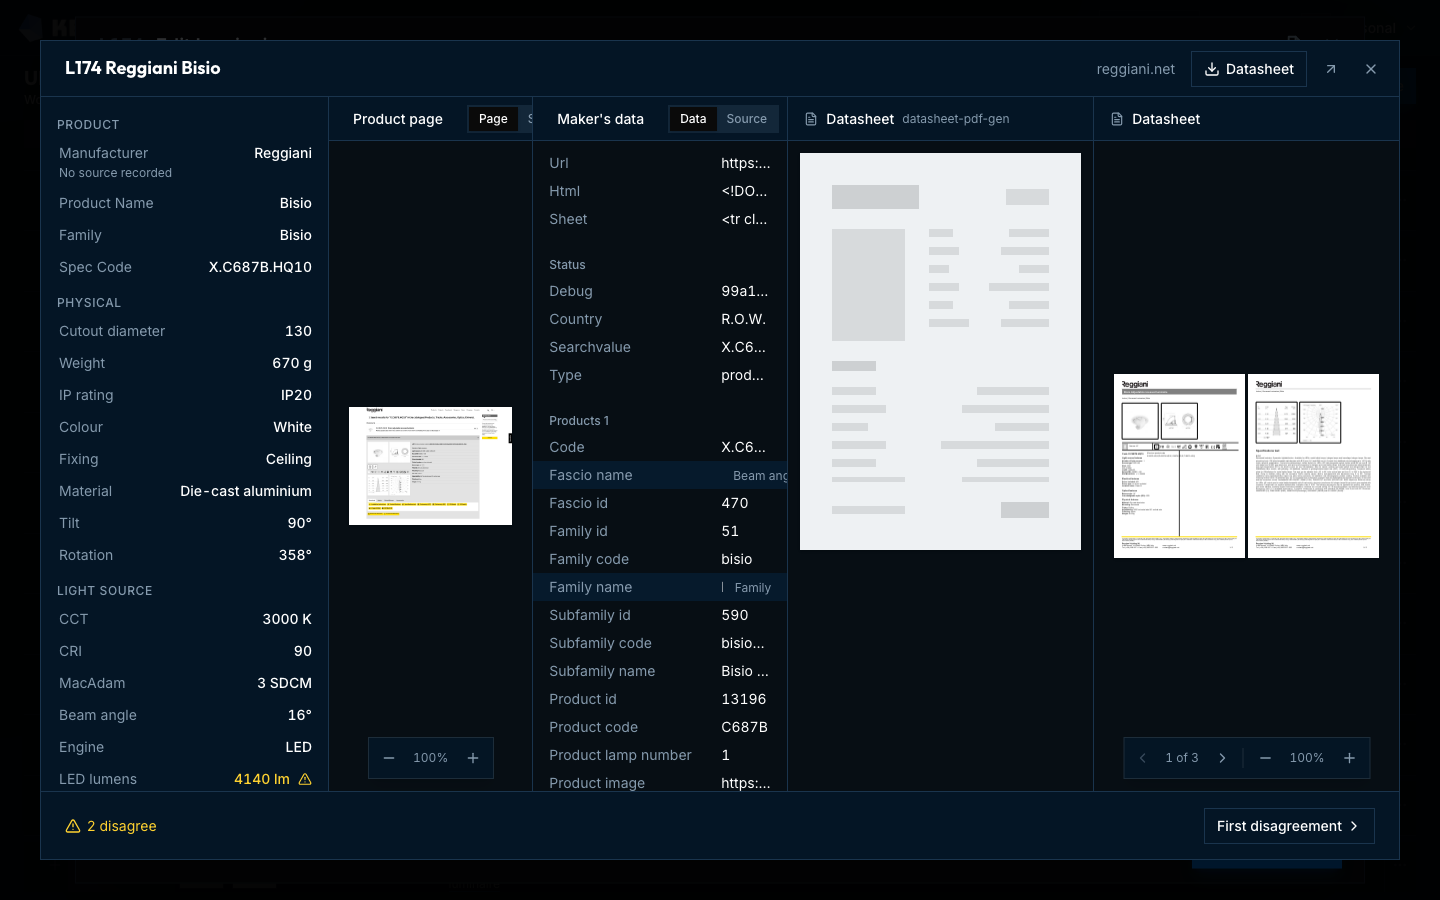 L174 Reggiani Bisio
reggiani.net
Datasheet
PRODUCT
Manufacturer Reggiani
No source recorded
Product Name Bisio
Family Bisio
Spec Code X.C687B.HQ10
PHYSICAL
Cutout diameter 130
Weight 670 g
IP rating IP20
Colour White
Fixing Ceiling
Material Die-cast aluminium
Tilt 90°
Rotation 358°
LIGHT SOURCE
CCT 3000 K
CRI 90
MacAdam 3 SDCM
Beam angle 16°
Engine LED
LED lumens 4140 lm
Product page
Page
Reggiani
100%
Maker's data
Data Source
Url https:...
Html <!DO...
Sheet <tr cl...
Status
Debug 99a1...
Country R.O.W.
Searchvalue X.C6...
Type prod...
Products 1
Code X.C6...
Fascio name Beam ang
Fascio id 470
Family id 51
Family code bisio
Family name Family
Subfamily id 590
Subfamily code bisio...
Subfamily name Bisio ...
Product id 13196
Product code C687B
Product lamp number 1
Product image https:...
Datasheet datasheet-pdf-gen
Datasheet
Reggiani
Reggiani
1 of 3
100%
2 disagree
First disagreement